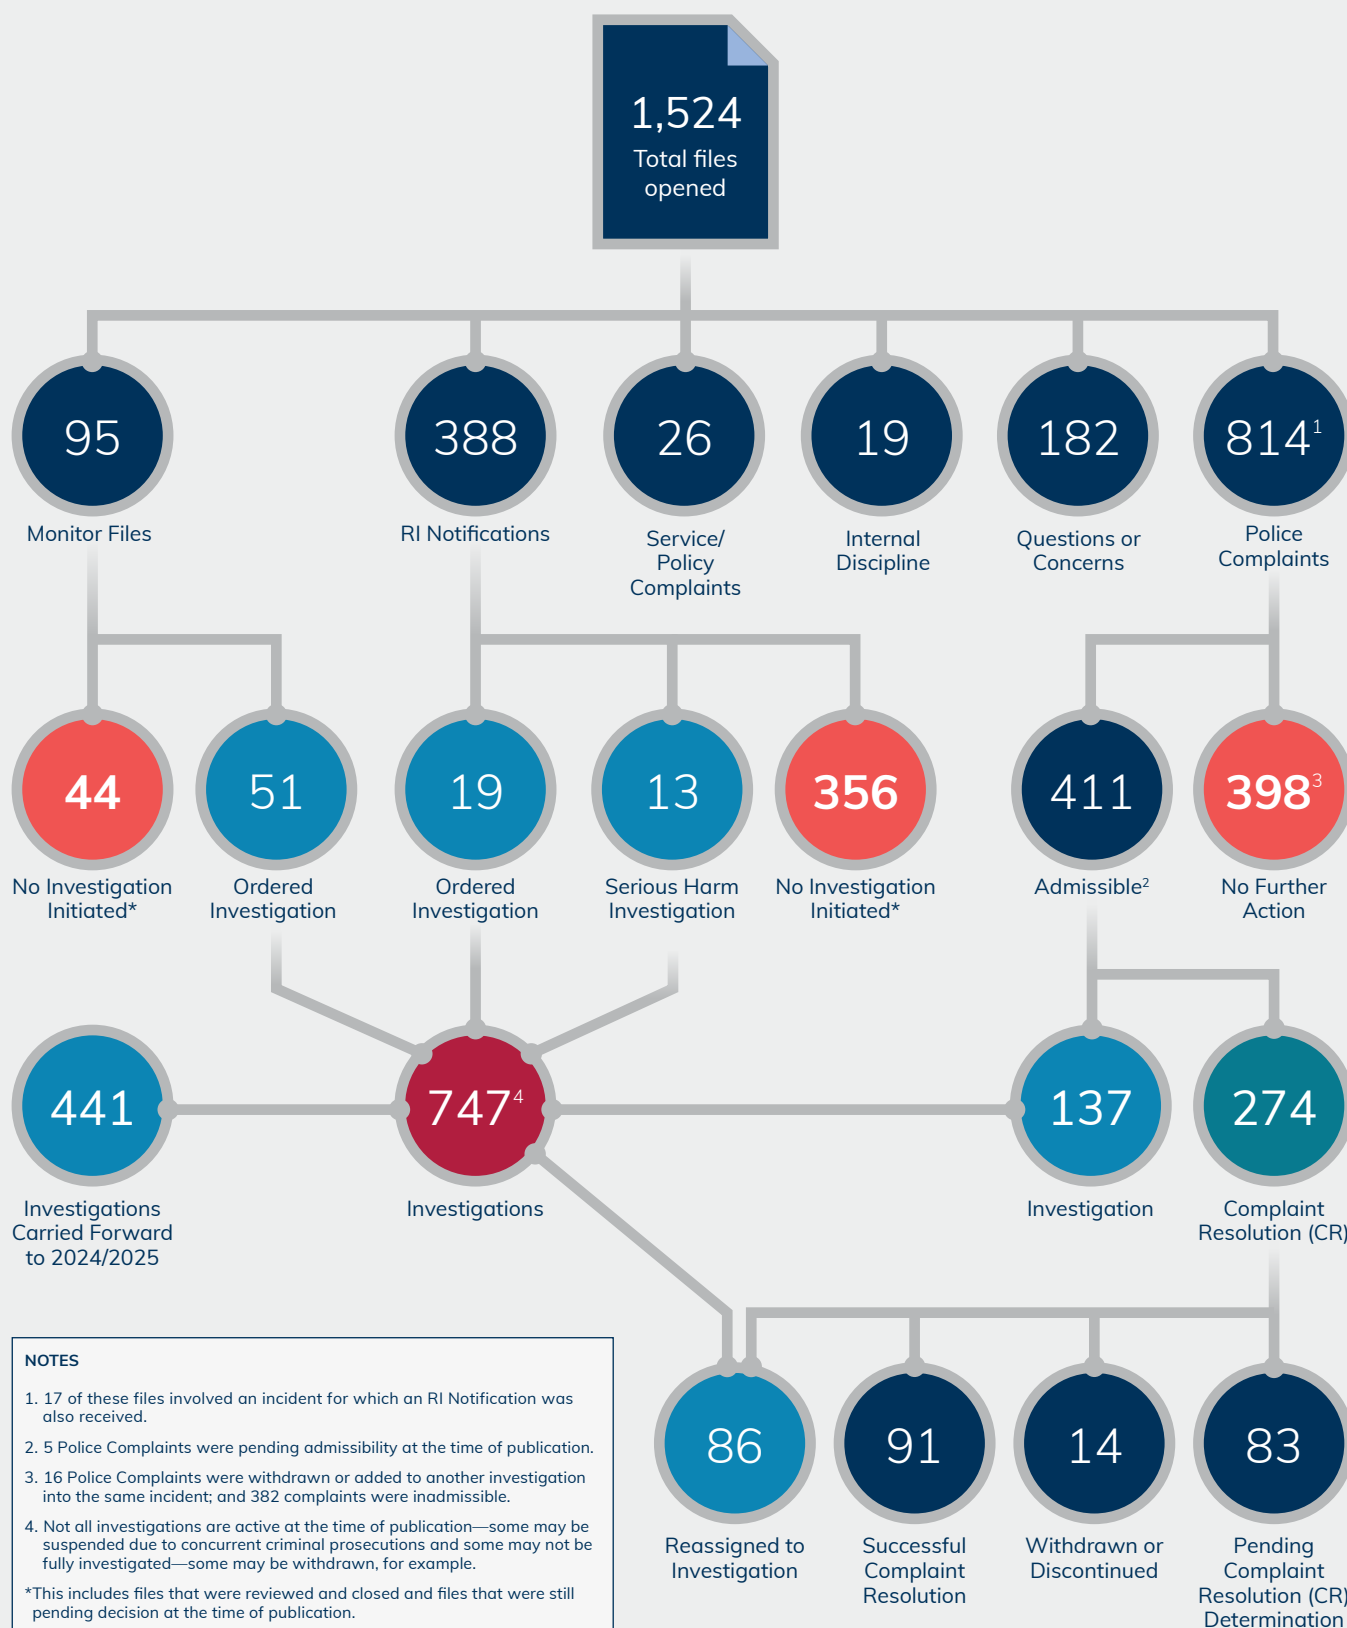 1,524
Total files
opened
95
Monitor Files
388
RI Notifications
26
Service/
Policy
Complaints
19
Internal
Discipline
182
Questions or
Concerns
814¹
Police
Complaints
44
No Investigation
Initiated*
51
Ordered
Investigation
19
Ordered
Investigation
13
Serious Harm
Investigation
356
No Investigation
Initiated*
411
Admissible²
398³
No Further
Action
441
Investigations
Carried Forward
to 2024/2025
747⁴
Investigations
137
Investigation
274
Complaint
Resolution (CR)
86
Reassigned to
Investigation
91
Successful
Complaint
Resolution
14
Withdrawn or
Discontinued
83
Pending
Complaint
Resolution (CR)
Determination
NOTES
1. 17 of these files involved an incident for which an RI Notification was
also received.
2. 5 Police Complaints were pending admissibility at the time of publication.
3. 16 Police Complaints were withdrawn or added to another investigation
into the same incident; and 382 complaints were inadmissible.
4. Not all investigations are active at the time of publication—some may be
suspended due to concurrent criminal prosecutions and some may not be
fully investigated—some may be withdrawn, for example.
*This includes files that were reviewed and closed and files that were still
pending decision at the time of publication.